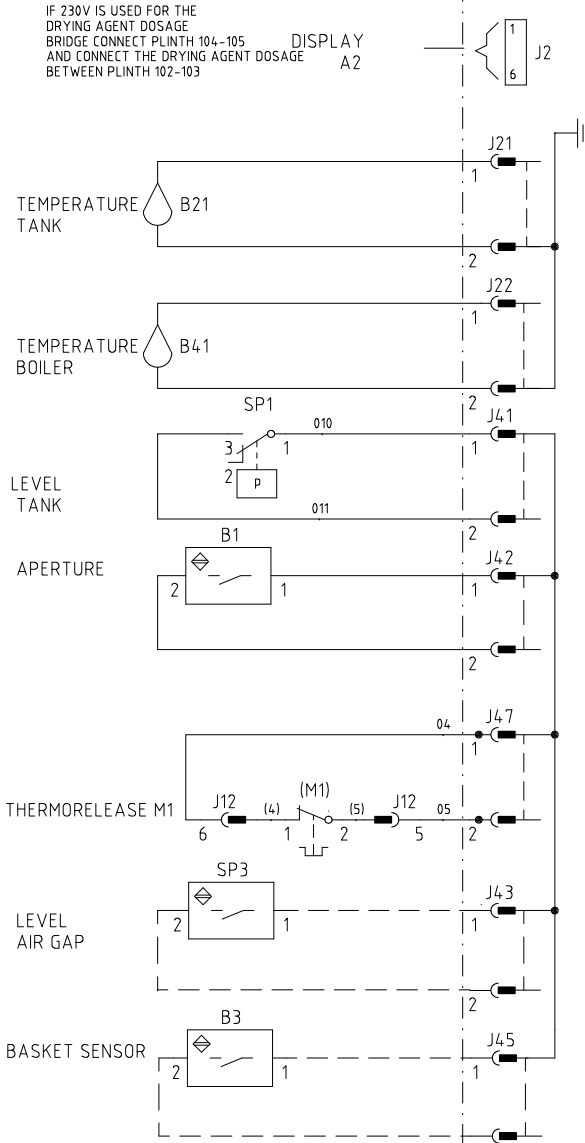 IF 230V IS USED FOR THE
DRYING AGENT DOSAGE
BRIDGE CONNECT PLINTH 104-105
AND CONNECT THE DRYING AGENT DOSAGE
BETWEEN PLINTH 102-103
DISPLAY
A2
1
6
J2
J21
1
TEMPERATURE
TANK
B21
2
J22
1
TEMPERATURE
BOILER
B41
2
SP1
010
J41
3
1
1
2
p
LEVEL
TANK
011
2
B1
APERTURE
J42
2
1
1
2
04
J47
1
THERMORELEASE M1
J12
(4)
(M1)
(5)
J12
05
6
1
2
5
2
SP3
J43
LEVEL
AIR GAP
2
1
1
2
B3
BASKET SENSOR
J45
2
1
1